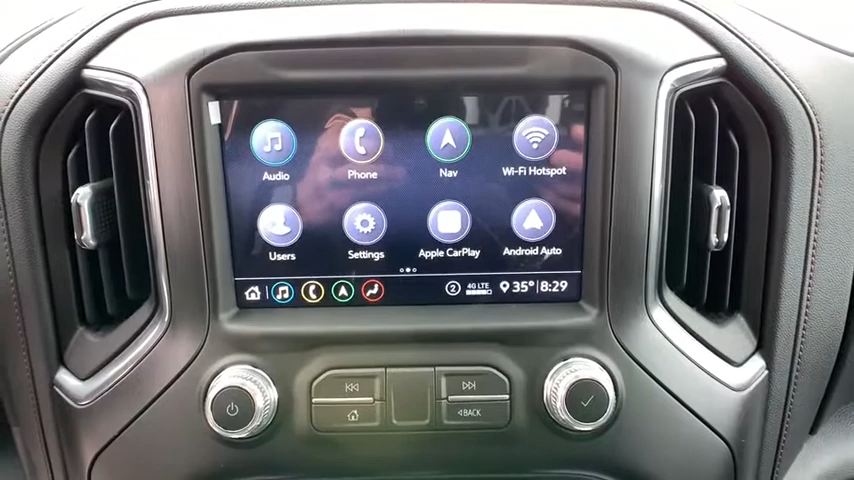 Audio Phone Nav Wi-Fi Hotspot
Users Settings Apple CarPlay Android Auto
2 4G LTE 35° 8:29
BACK